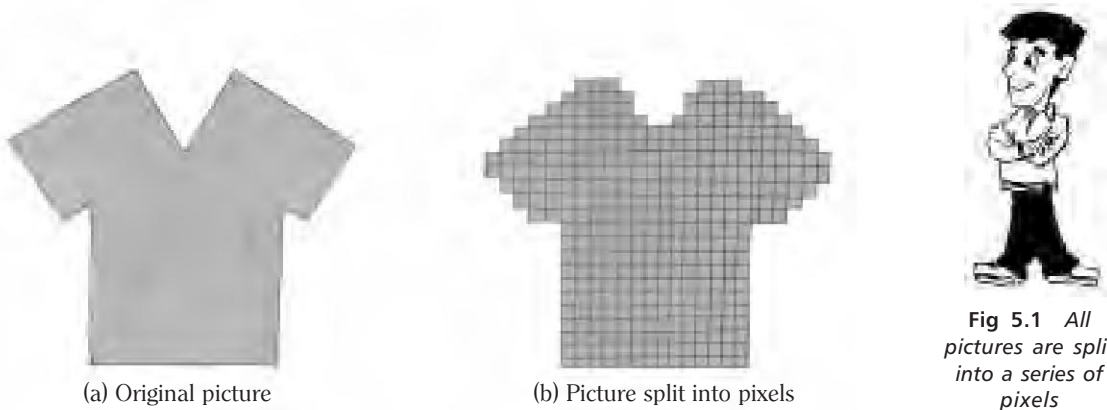 (a) Original picture
(b) Picture split into pixels
Fig 5.1 All
pictures are spli
into a series of
pixels